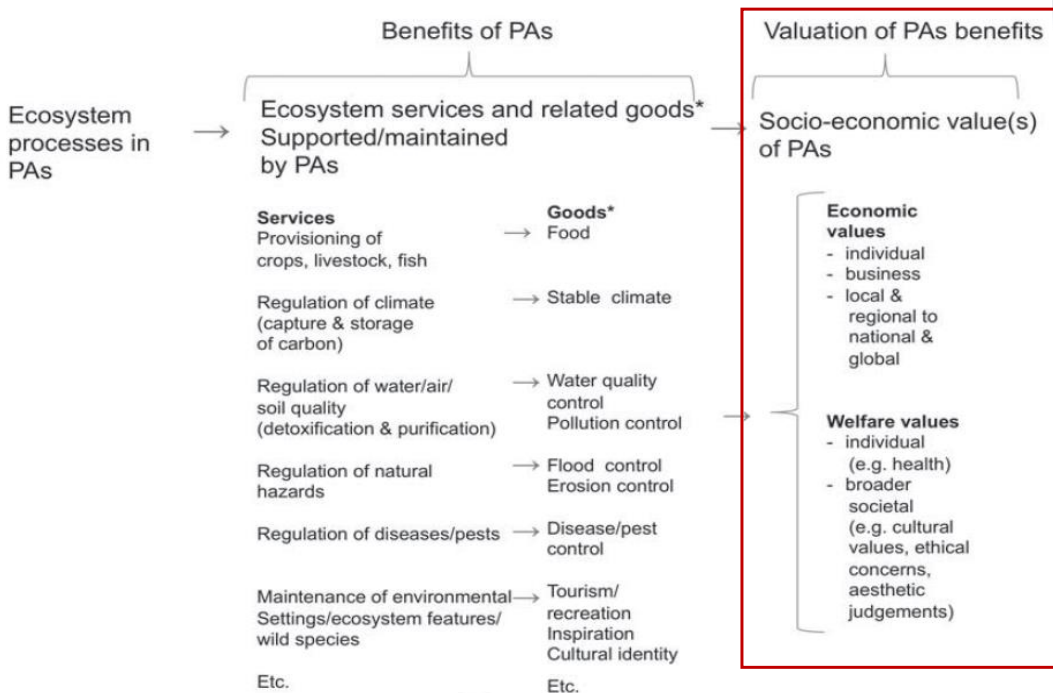 Benefits of PAs
Valuation of PAs benefits
Ecosystem
processes in
PAs
Ecosystem services and related goods*
Supported/maintained
by PAs
Socio-economic value(s)
of PAs
Services
Provisioning of
crops, livestock, fish
Goods*
Food
Regulation of climate
(capture & storage
of carbon)
Stable climate
Regulation of water/air/
soil quality
(detoxification & purification)
Water quality
control
Pollution control
Regulation of natural
hazards
Flood control
Erosion control
Regulation of diseases/pests
Disease/pest
control
Maintenance of environmental
Settings/ecosystem features/
wild species
Tourism/
recreation
Inspiration
Cultural identity
Etc.
Etc.
Economic
values
- individual
- business
- local &
regional to
national &
global
Welfare values
- individual
(e.g. health)
- broader
societal
(e.g. cultural
values, ethical
concerns,
aesthetic
judgements)